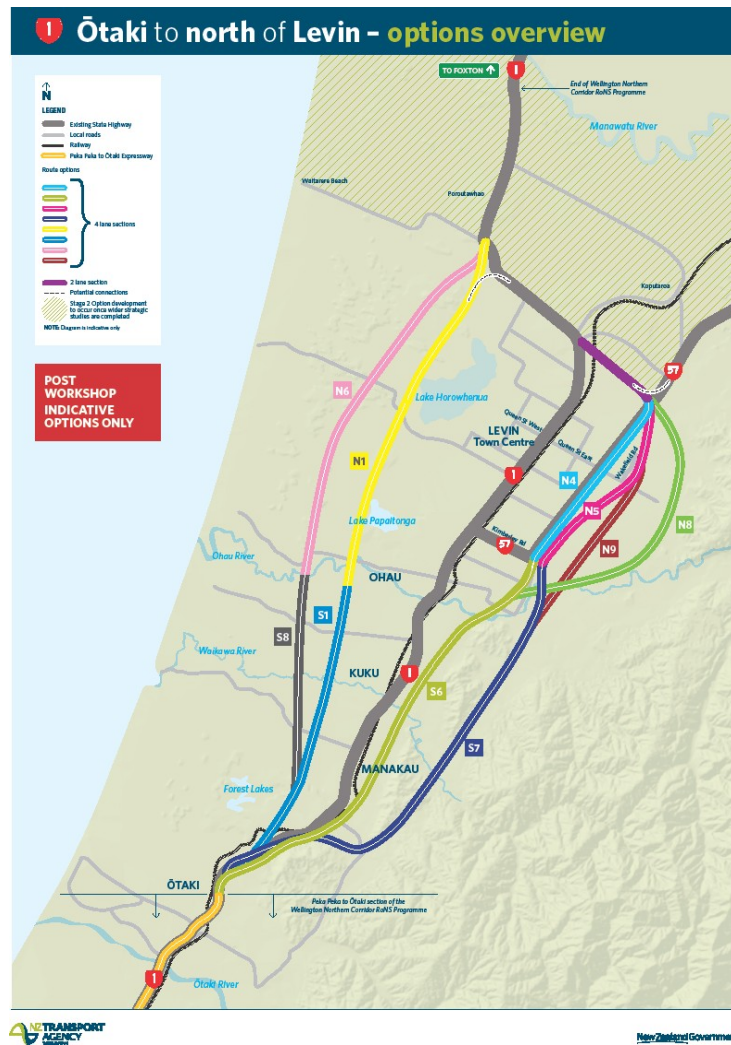 1 Ōtaki to north of Levin – options overview
TO FOXTON
1
End of Wellington Northern
Corridor RoNS Programme
N
LEGEND
Existing State Highway
Local roads
Railway
Peka Peka to Ōtaki Expressway
Route options
4 lane sections
2 lane section
Potential connections
Stage 2 Option development
to occur once wider strategic
studies are completed
NOTE: Diagram is indicative only
POST
WORKSHOP
INDICATIVE
OPTIONS ONLY
Manawatu River
Waitarere Beach
Poroutawhao
Koputaroa
57
N6
Lake Horowhenua
Queen St West
LEVIN
Town Centre
Queen St East
Wakefield Rd
N4
N1
1
N5
Lake Papaitonga
Kimberley Rd
57
N9
N8
Ohau River
OHAU
S1
S8
Waikawa River
S6
KUKU
1
S7
MANAKAU
Forest Lakes
ŌTAKI
Peka Peka to Ōtaki section of the
Wellington Northern Corridor RoNS Programme
1
Ōtaki River
NZ TRANSPORT
AGENCY
New Zealand Governme